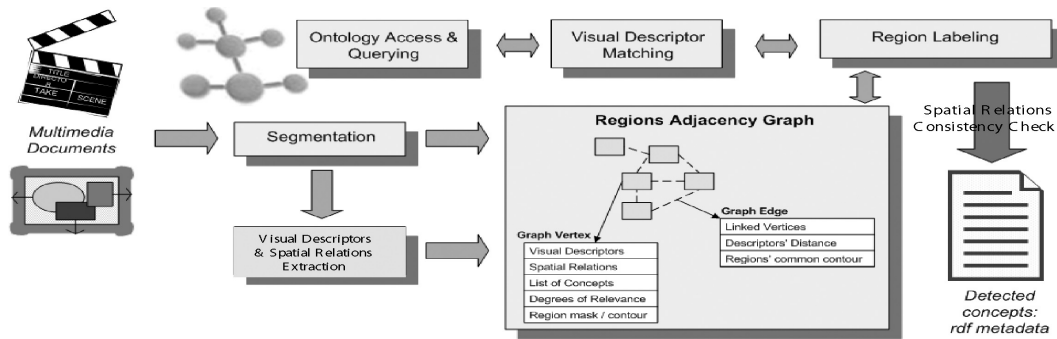 Ontology Access &
Querying
Visual Descriptor
Matching
Region Labeling
TITLE
DIRECTO
R
TAKE
SCENE
Multimedia
Documents
Segmentation
Visual Descriptors
& Spatial Relations
Extraction
Regions Adjacency Graph
Graph Vertex
Visual Descriptors
Spatial Relations
List of Concepts
Degrees of Relevance
Region mask / contour
Graph Edge
Linked Vertices
Descriptors' Distance
Regions' common contour
Spatial Relations
Consistency Check
Detected
concepts:
rdf metadata